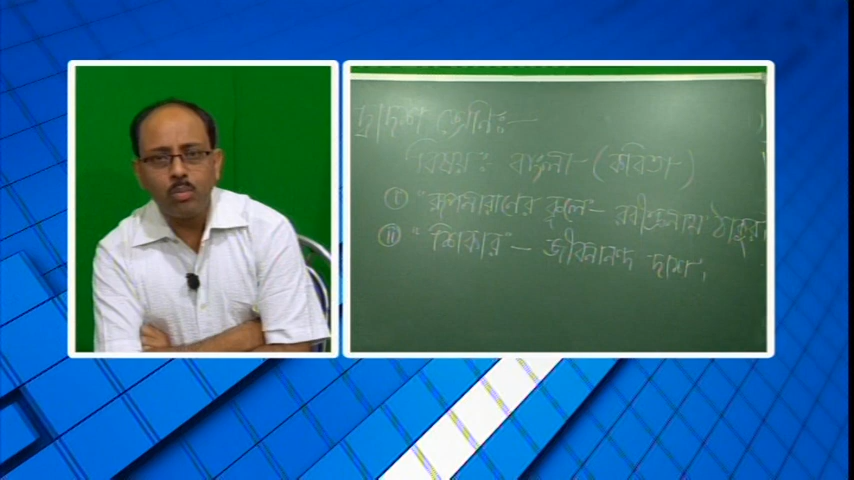 দ্বাদশ শ্রেণি:-
বিষয়: বাংলা - (কবিতা)
(i) "রূপনারাণের কূলে" - রবীন্দ্রনাথ ঠাকুর।
(ii) "শিকার" - জীবনানন্দ দাশ।